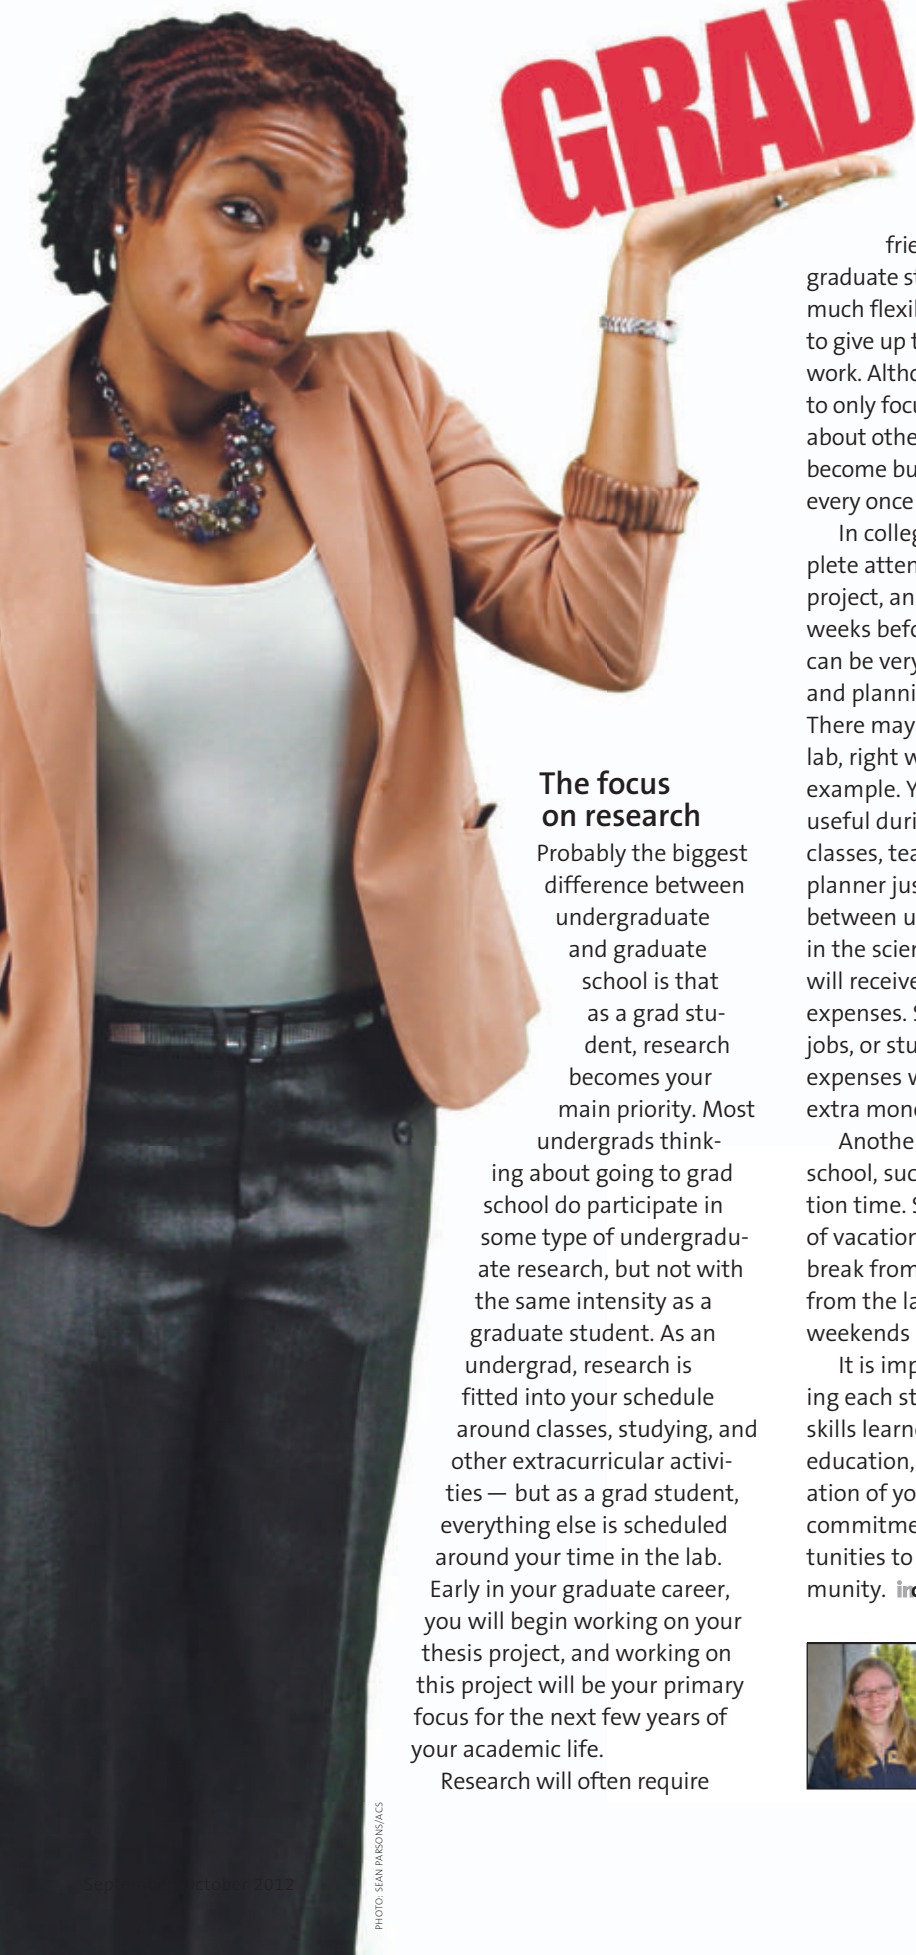 GRAD
The focus
on research
Probably the biggest
difference between
undergraduate
and graduate
school is that
as a grad stu-
dent, research
becomes your
main priority. Most
undergrads think-
ing about going to grad
school do participate in
some type of undergradu-
ate research, but not with
the same intensity as a
graduate student. As an
undergrad, research is
fitted into your schedule
around classes, studying, and
other extracurricular activi-
ties — but as a grad student,
everything else is scheduled
around your time in the lab.
Early in your graduate career,
you will begin working on your
thesis project, and working on
this project will be your primary
focus for the next few years of
your academic life.
Research will often require
frie
graduate st
much flexi
to give up t
work. Altho
to only focu
about othe
become bu
every once
In colleg
plete atten
project, an
weeks befo
can be very
and planni
There may
lab, right w
example. Y
useful duri
classes, tea
planner jus
between u
in the scien
will receive
expenses. S
jobs, or stu
expenses w
extra mone
Anothe
school, suc
tion time. S
of vacation
break from
from the la
weekends
It is imp
ing each st
skills learne
education,
ation of yo
commitme
tunities to
munity. in
PHOTO: SEAN PARSONS/ACS
2012